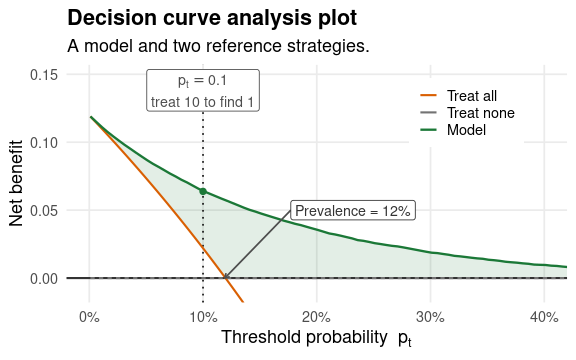 Decision curve analysis plot
A model and two reference strategies.
0.15
0.10
0.05
0.00
Net benefit
pt = 0.1
treat 10 to find 1
Treat all
Treat none
Model
Prevalence = 12%
0% 10% 20% 30% 40%
Threshold probability pt